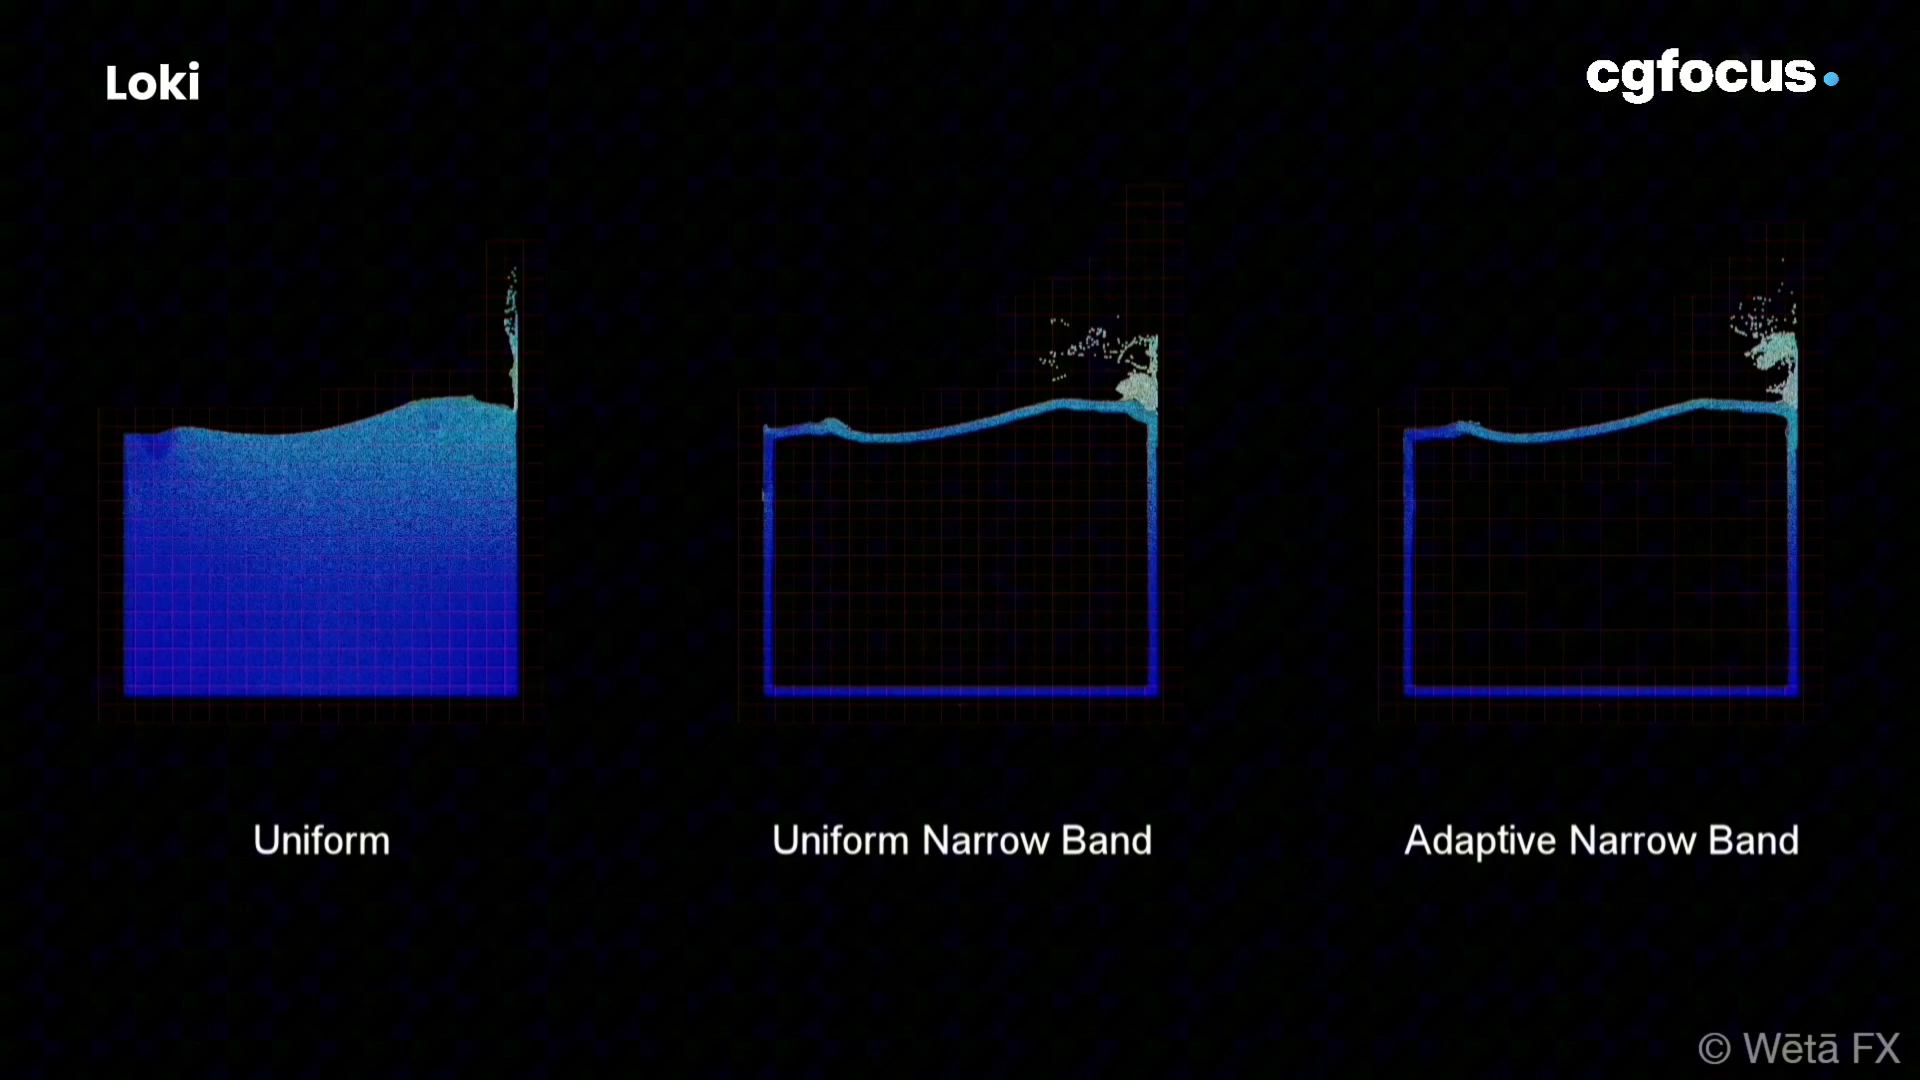 Loki
cgfocus
Uniform
Uniform Narrow Band
Adaptive Narrow Band
© Wētā FX